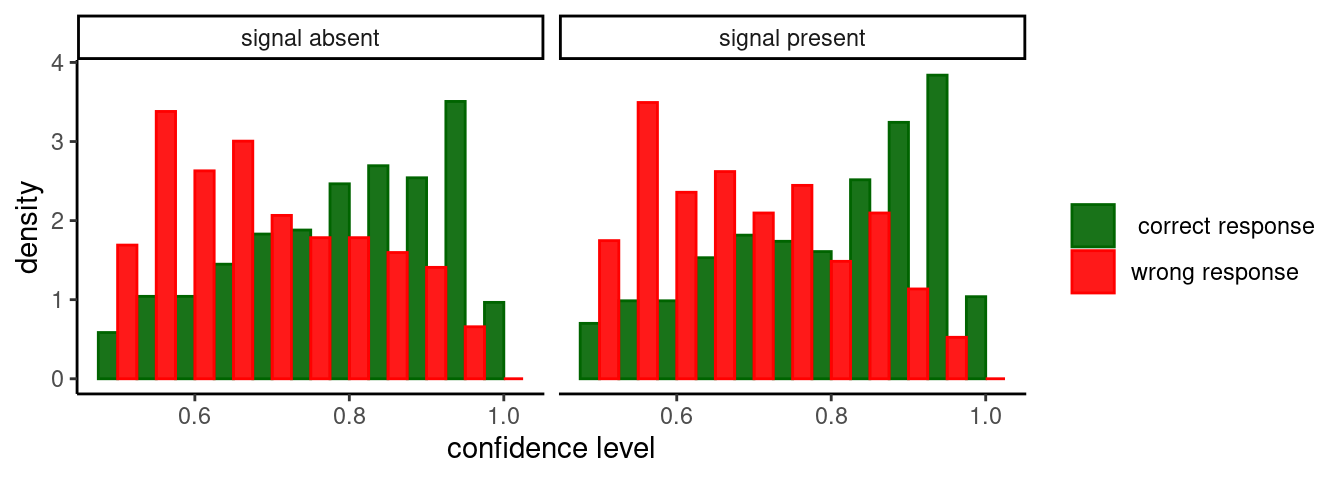 signal absent
signal present
4
3
2
1
0
density
0.6
0.8
1.0
0.6
0.8
1.0
confidence level
correct response
wrong response